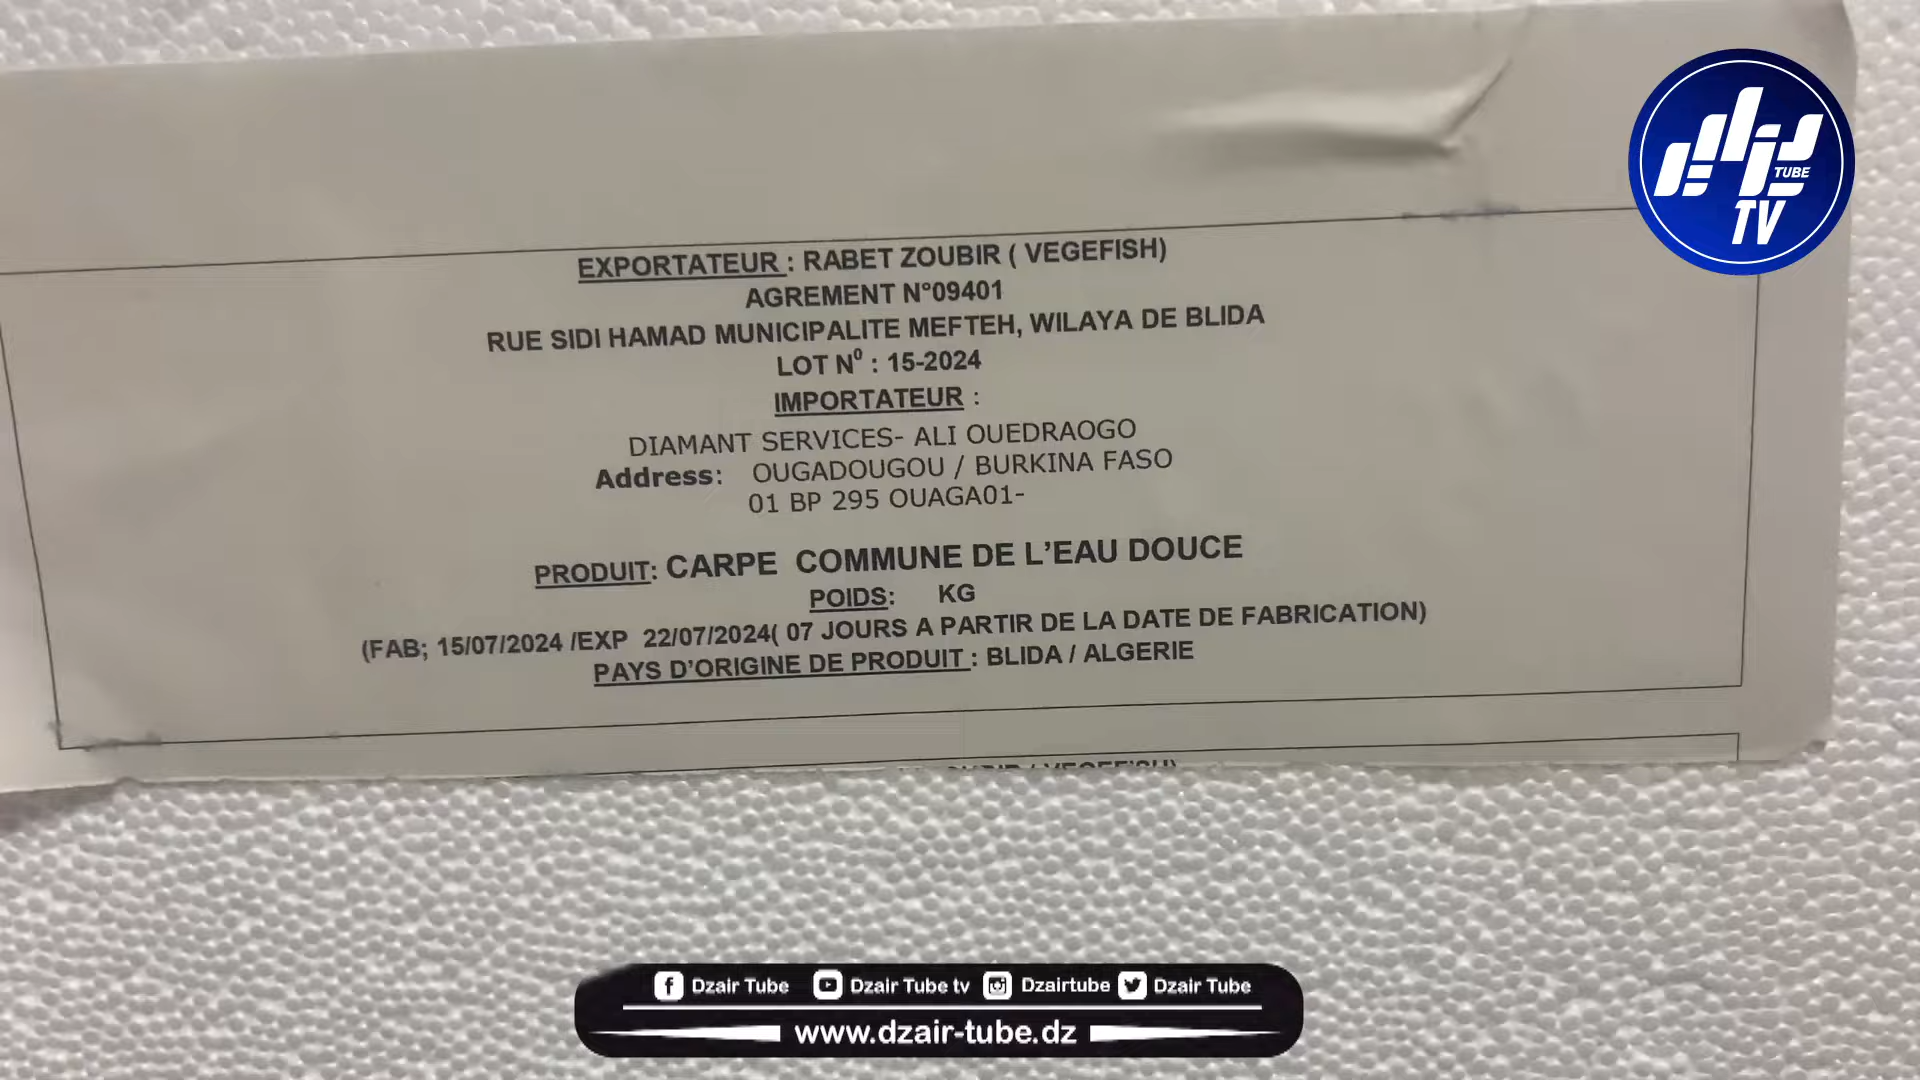 EXPORTATEUR : RABET ZOUBIR ( VEGEFISH)
AGREMENT N°09401
RUE SIDI HAMAD MUNICIPALITE MEFTEH, WILAYA DE BLIDA
LOT N⁰ : 15-2024
IMPORTATEUR :
DIAMANT SERVICES- ALI OUEDRAOGO
Address: OUGADOUGOU / BURKINA FASO
01 BP 295 OUAGA01-
PRODUIT: CARPE COMMUNE DE L'EAU DOUCE
POIDS: KG
(FAB; 15/07/2024 /EXP 22/07/2024( 07 JOURS A PARTIR DE LA DATE DE FABRICATION)
PAYS D'ORIGINE DE PRODUIT : BLIDA / ALGERIE
TUBE
TV
Dzair Tube Dzair Tube tv Dzairtube Dzair Tube
www.dzair-tube.dz